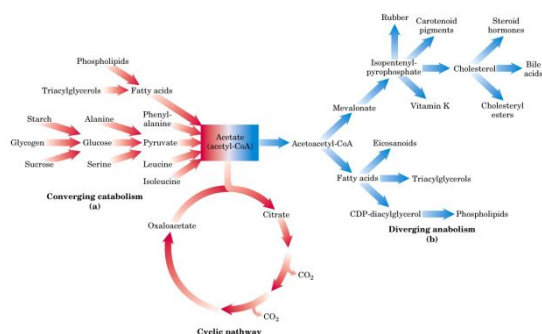 Rubber
Carotenoid
pigments
Steroid
hormones
Phospholipids
Isopentenyl-
pyrophosphate
Cholesterol
Bile
acids
Triacylglycerols
Fatty acids
Vitamin K
Cholesteryl
esters
Mevalonate
Starch
Alanine
Phenyl-
alanine
Glycogen
Glucose
Pyruvate
Acetate
(acetyl-CoA)
Acetoacetyl-CoA
Eicosanoids
Sucrose
Serine
Leucine
Isoleucine
Fatty acids
Triacylglycerols
Converging catabolism
(a)
CDP-diacylglycerol
Phospholipids
Diverging anabolism
(b)
Citrate
Oxaloacetate
CO2
CO2
Cyclic pathway